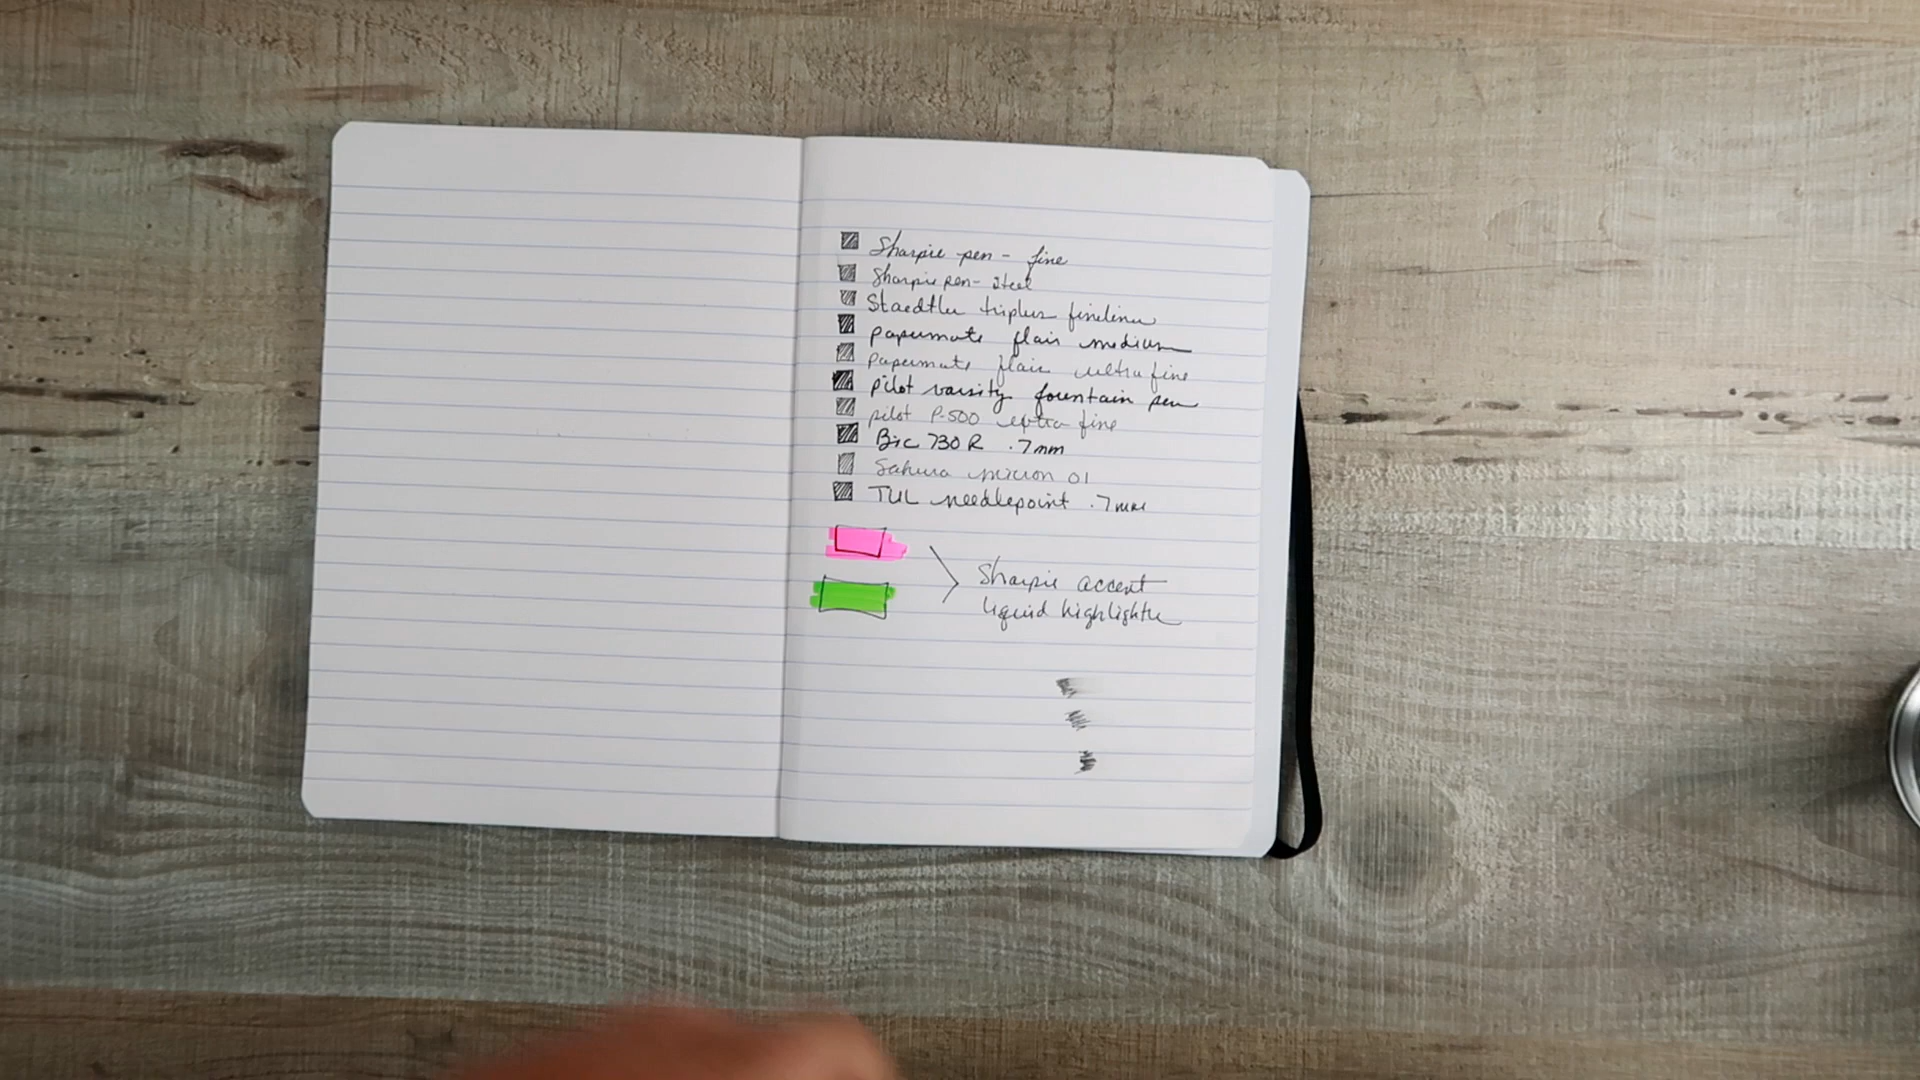 Sharpie pen - fine
Sharpie pen - steel
Staedtler triplus fineliner
papermate flair medium
papermate flair ultra fine
pilot varsity fountain pen
pilot P-500 extra fine
Bic 730 R .7mm
Sakura micron 01
TUL needlepoint .7mm
Sharpie accent
liquid highlighter